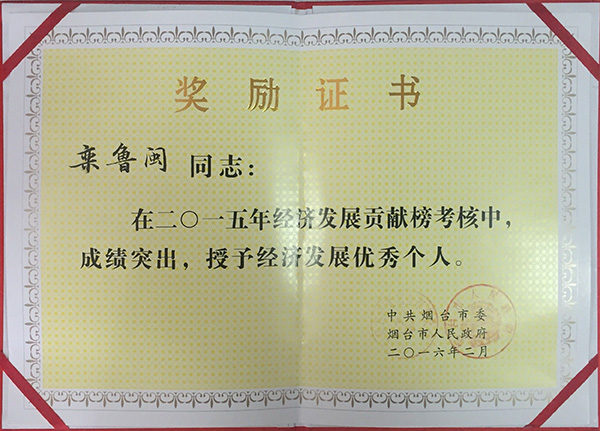 奖励证书
栾鲁闽 同志：
在二〇一五年经济发展贡献榜考核中，
成绩突出，授予经济发展优秀个人。
中共烟台市委
烟台市人民政府
二〇一六年二月